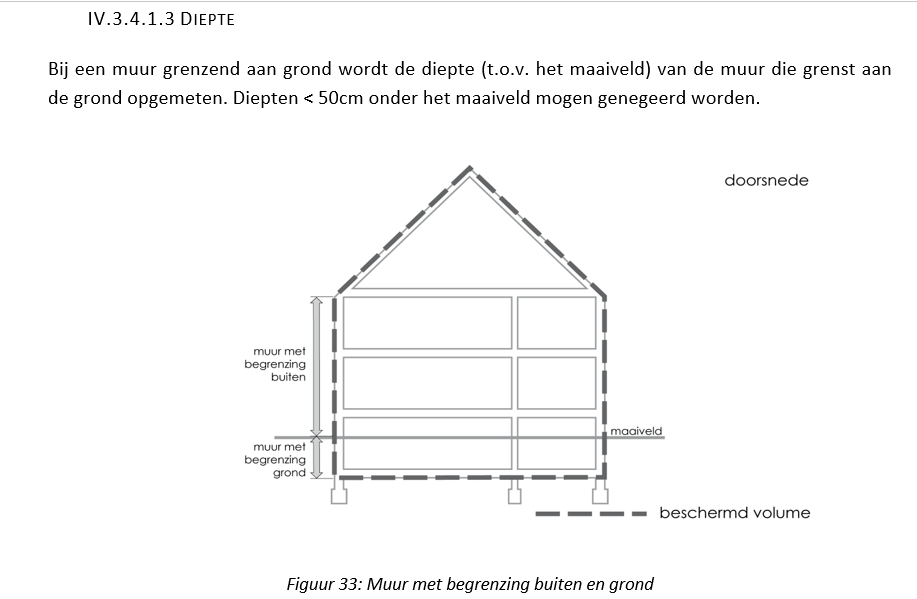 IV.3.4.1.3 DIEPTE
Bij een muur grenzend aan grond wordt de diepte (t.o.v. het maaiveld) van de muur die grenst aan
de grond opgemeten. Diepten < 50cm onder het maaiveld mogen genegeerd worden.
doorsnede
muur met
begrenzing
buiten
maaiveld
muur met
begrenzing
grond
beschermd volume
Figuur 33: Muur met begrenzing buiten en grond